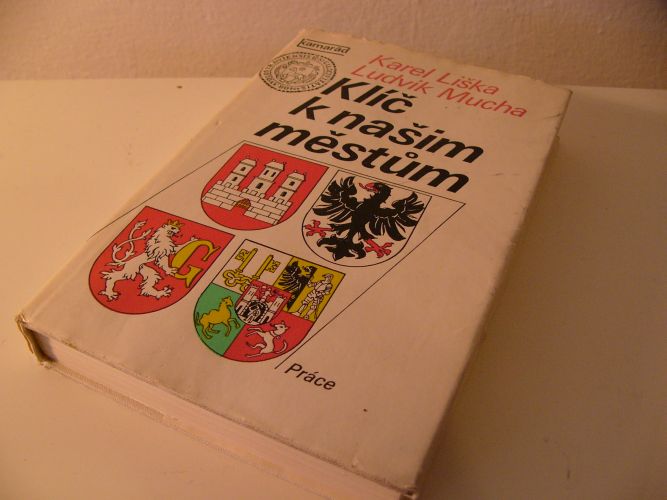 kamarád
Karel Liška
Ludvík Mucha
Klíč
k našim
městům
G
Práce